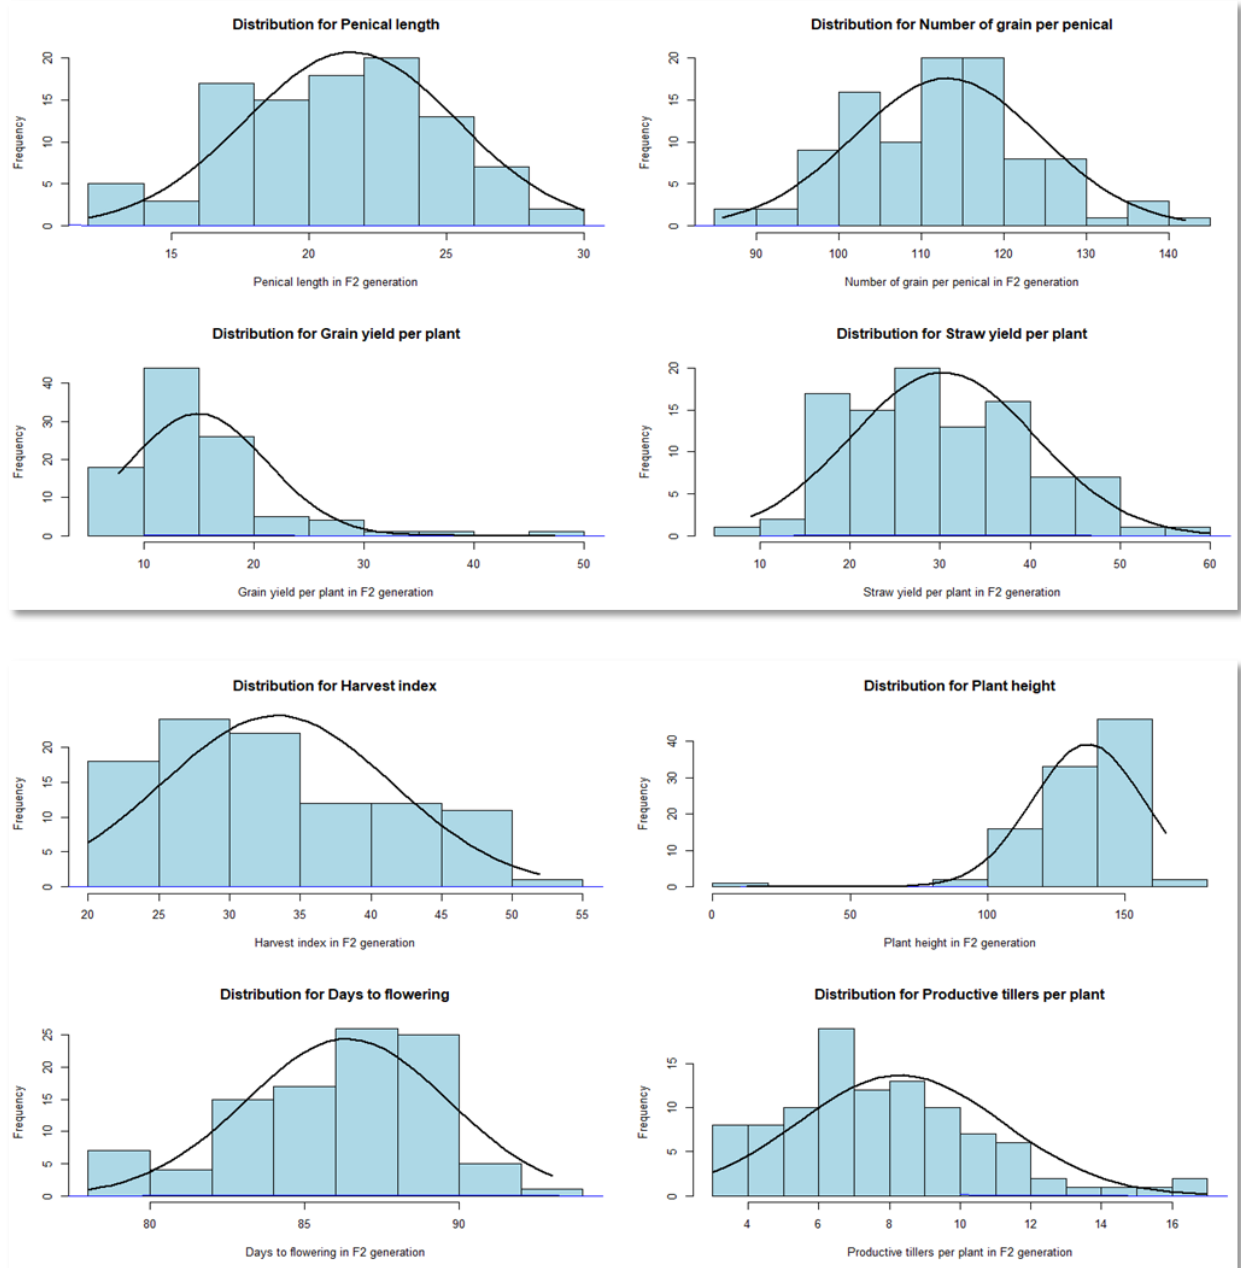 Distribution for Penical length
Frequency
0 5 10 15 20
15 20 25 30
Penical length in F2 generation
Distribution for Number of grain per penical
Frequency
0 5 10 15 20
90 100 110 120 130 140
Number of grain per penical in F2 generation
Distribution for Grain yield per plant
Frequency
0 10 20 30 40
10 20 30 40 50
Grain yield per plant in F2 generation
Distribution for Straw yield per plant
Frequency
0 5 10 15 20
10 20 30 40 50 60
Straw yield per plant in F2 generation
Distribution for Harvest index
Frequency
0 5 10 15 20
20 25 30 35 40 45 50 55
Harvest index in F2 generation
Distribution for Plant height
Frequency
0 10 20 30 40
0 50 100 150
Plant height in F2 generation
Distribution for Days to flowering
Frequency
0 5 10 15 20 25
80 85 90
Days to flowering in F2 generation
Distribution for Productive tillers per plant
Frequency
0 5 10 15
4 6 8 10 12 14 16
Productive tillers per plant in F2 generation